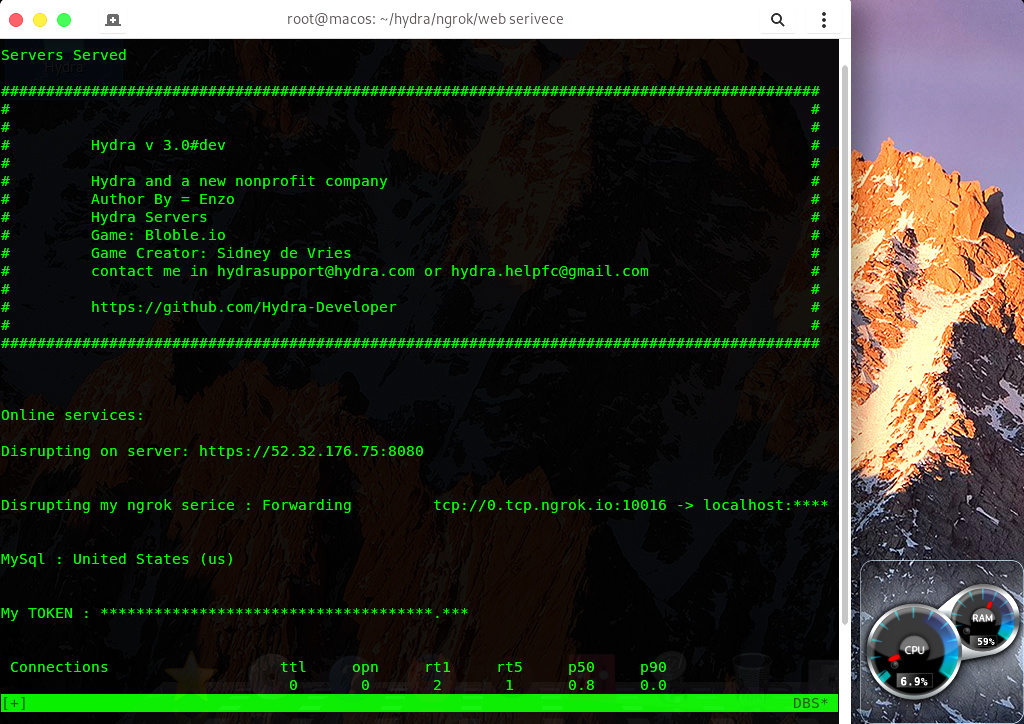 root@macos: ~/hydra/ngrok/web serivece
Servers Served
Hydra
###########################################################################################
# #
# #
# Hydra v 3.0#dev #
# #
# Hydra and a new nonprofit company #
# Author By = Enzo #
# Hydra Servers #
# Game: Bloble.io #
# Game Creator: Sidney de Vries #
# contact me in hydrasupport@hydra.com or hydra.helpfc@gmail.com #
# #
# https://github.com/Hydra-Developer #
# #
###########################################################################################
Online services:
Disrupting on server: https://52.32.176.75:8080
Disrupting my ngrok serice : Forwarding tcp://0.tcp.ngrok.io:10016 -> localhost:****
MySql : United States (us)
My TOKEN : *************************************.***
Connections ttl opn rt1 rt5 p50 p90
0 0 2 1 0.8 0.0
[+] DBS*
RAM
59%
CPU
6.9%